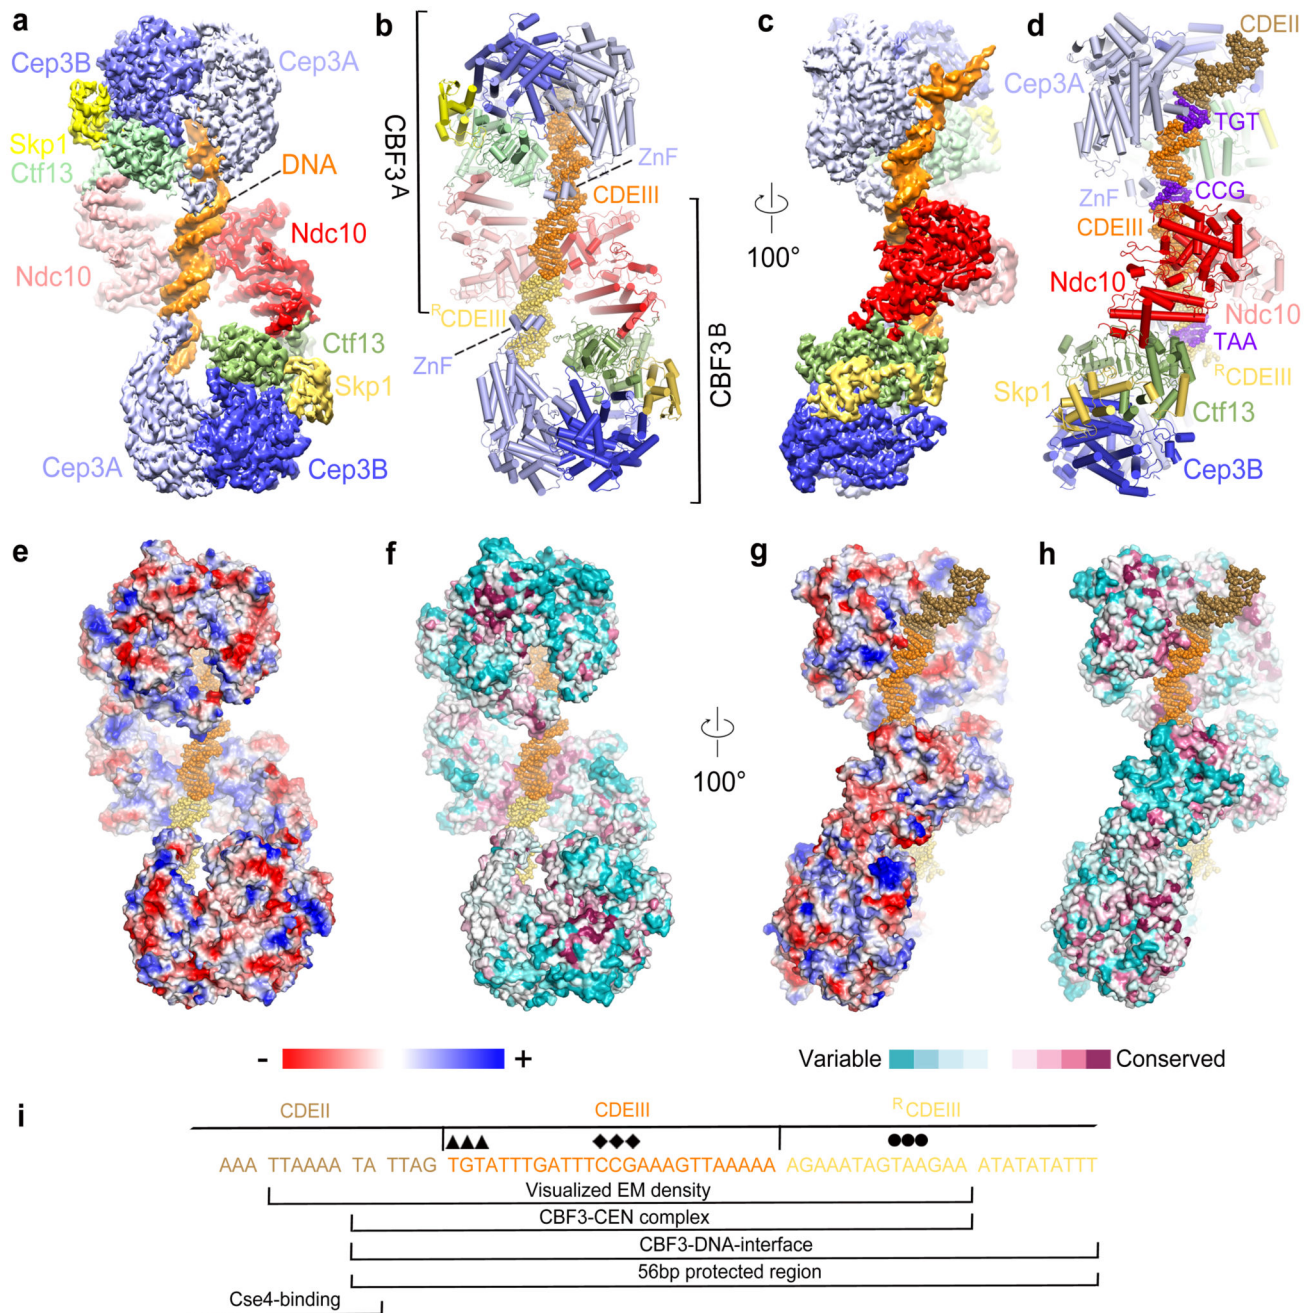 a
Cep3B
Cep3A
Skp1
Ctf13
DNA
Ndc10
Ndc10
Ctf13
Skp1
Cep3A
Cep3B
b
CBF3A
ZnF
CDEIII
RCDEIII
ZnF
CBF3B
c
100°
d
CDEII
Cep3A
TGT
ZnF
CCG
CDEIII
Ndc10
Ndc10
TAA
RCDEIII
Skp1
Ctf13
Cep3B
e
f
100°
g
h
- +
Variable Conserved
i
CDEII CDEIII RCDEIII
AAA TTAAAA TA TTAG TGTATTTGATTTCCGAAAGTTAAAAA AGAAATAGTAAGAA ATATATATTT
Visualized EM density
CBF3-CEN complex
CBF3-DNA-interface
56bp protected region
Cse4-binding